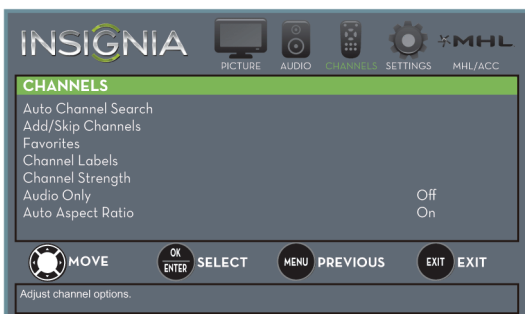 INSIGNIA
PICTURE AUDIO CHANNELS SETTINGS MHL MHL/ACC
CHANNELS
Auto Channel Search
Add/Skip Channels
Favorites
Channel Labels
Channel Strength
Audio Only Off
Auto Aspect Ratio On
MOVE OK ENTER SELECT MENU PREVIOUS EXIT EXIT
Adjust channel options.